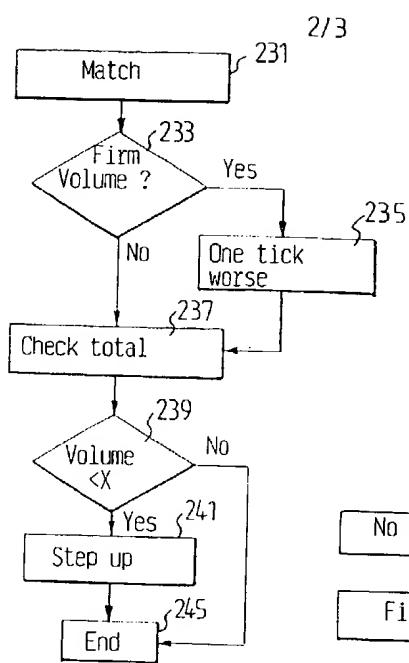 2/3
231
Match
233
Firm
Volume ?
Yes
235
No
One tick
worse
237
Check total
239
Volume
<X
No
Yes
241
Step up
245
End
No
Fi